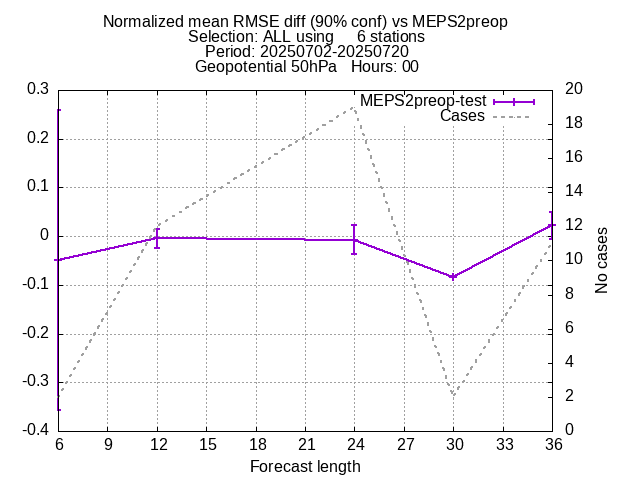 Normalized mean RMSE diff (90% conf) vs MEPS2preop
Selection: ALL using 6 stations
Period: 20250702-20250720
Geopotential 50hPa Hours: 00
MEPS2preop-test
Cases
0.3
0.2
0.1
0
-0.1
-0.2
-0.3
-0.4
20
18
16
14
12
10
8
6
4
2
0
No cases
6 9 12 15 18 21 24 27 30 33 36
Forecast length